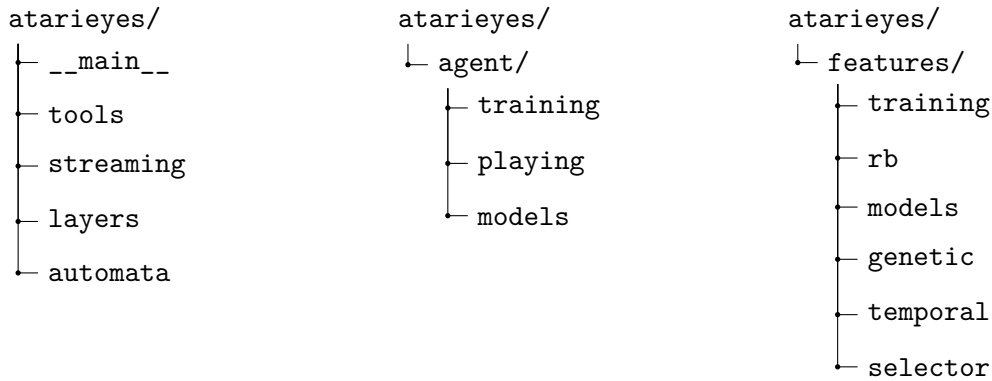 atarieyes/
__main__
tools
streaming
layers
automata
atarieyes/
agent/
training
playing
models
atarieyes/
features/
training
rb
models
genetic
temporal
selector